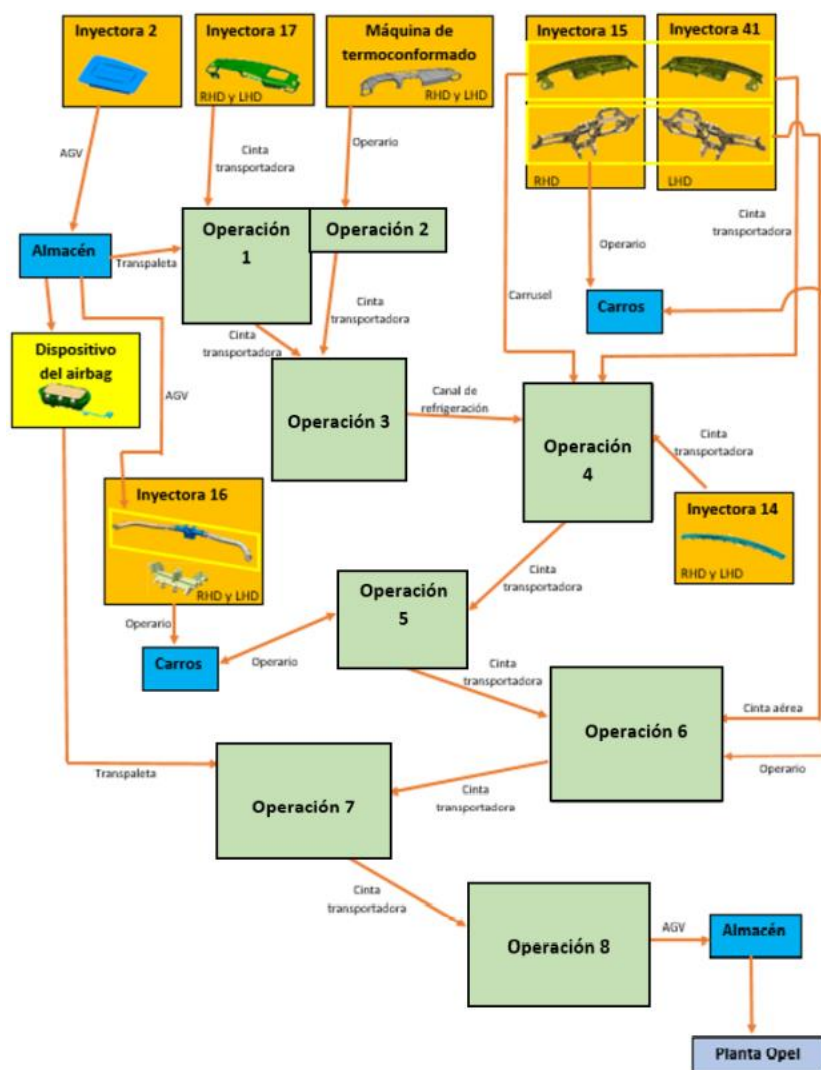 Inyectora 2
Inyectora 17
RHD y LHD
Máquina de
termoconformado
RHD y LHD
Inyectora 15
Inyectora 41
RHD
LHD
AGV
Cinta
transportadora
Operario
Operario
Cinta
transportadora
Almacén
Transpaleta
Operación
1
Operación 2
Carros
Carrusel
Cinta
transportadora
Cinta
transportadora
Dispositivo
del airbag
AGV
Operación 3
Canal de
refrigeración
Operación
4
Cinta
transportadora
Inyectora 16
RHD y LHD
Inyectora 14
RHD y LHD
Operario
Carros
Operario
Operación
5
Cinta
transportadora
Cinta
transportadora
Operación 6
Cinta aérea
Operario
Transpaleta
Operación 7
Cinta
transportadora
Cinta
transportadora
Operación 8
AGV
Almacén
Planta Opel